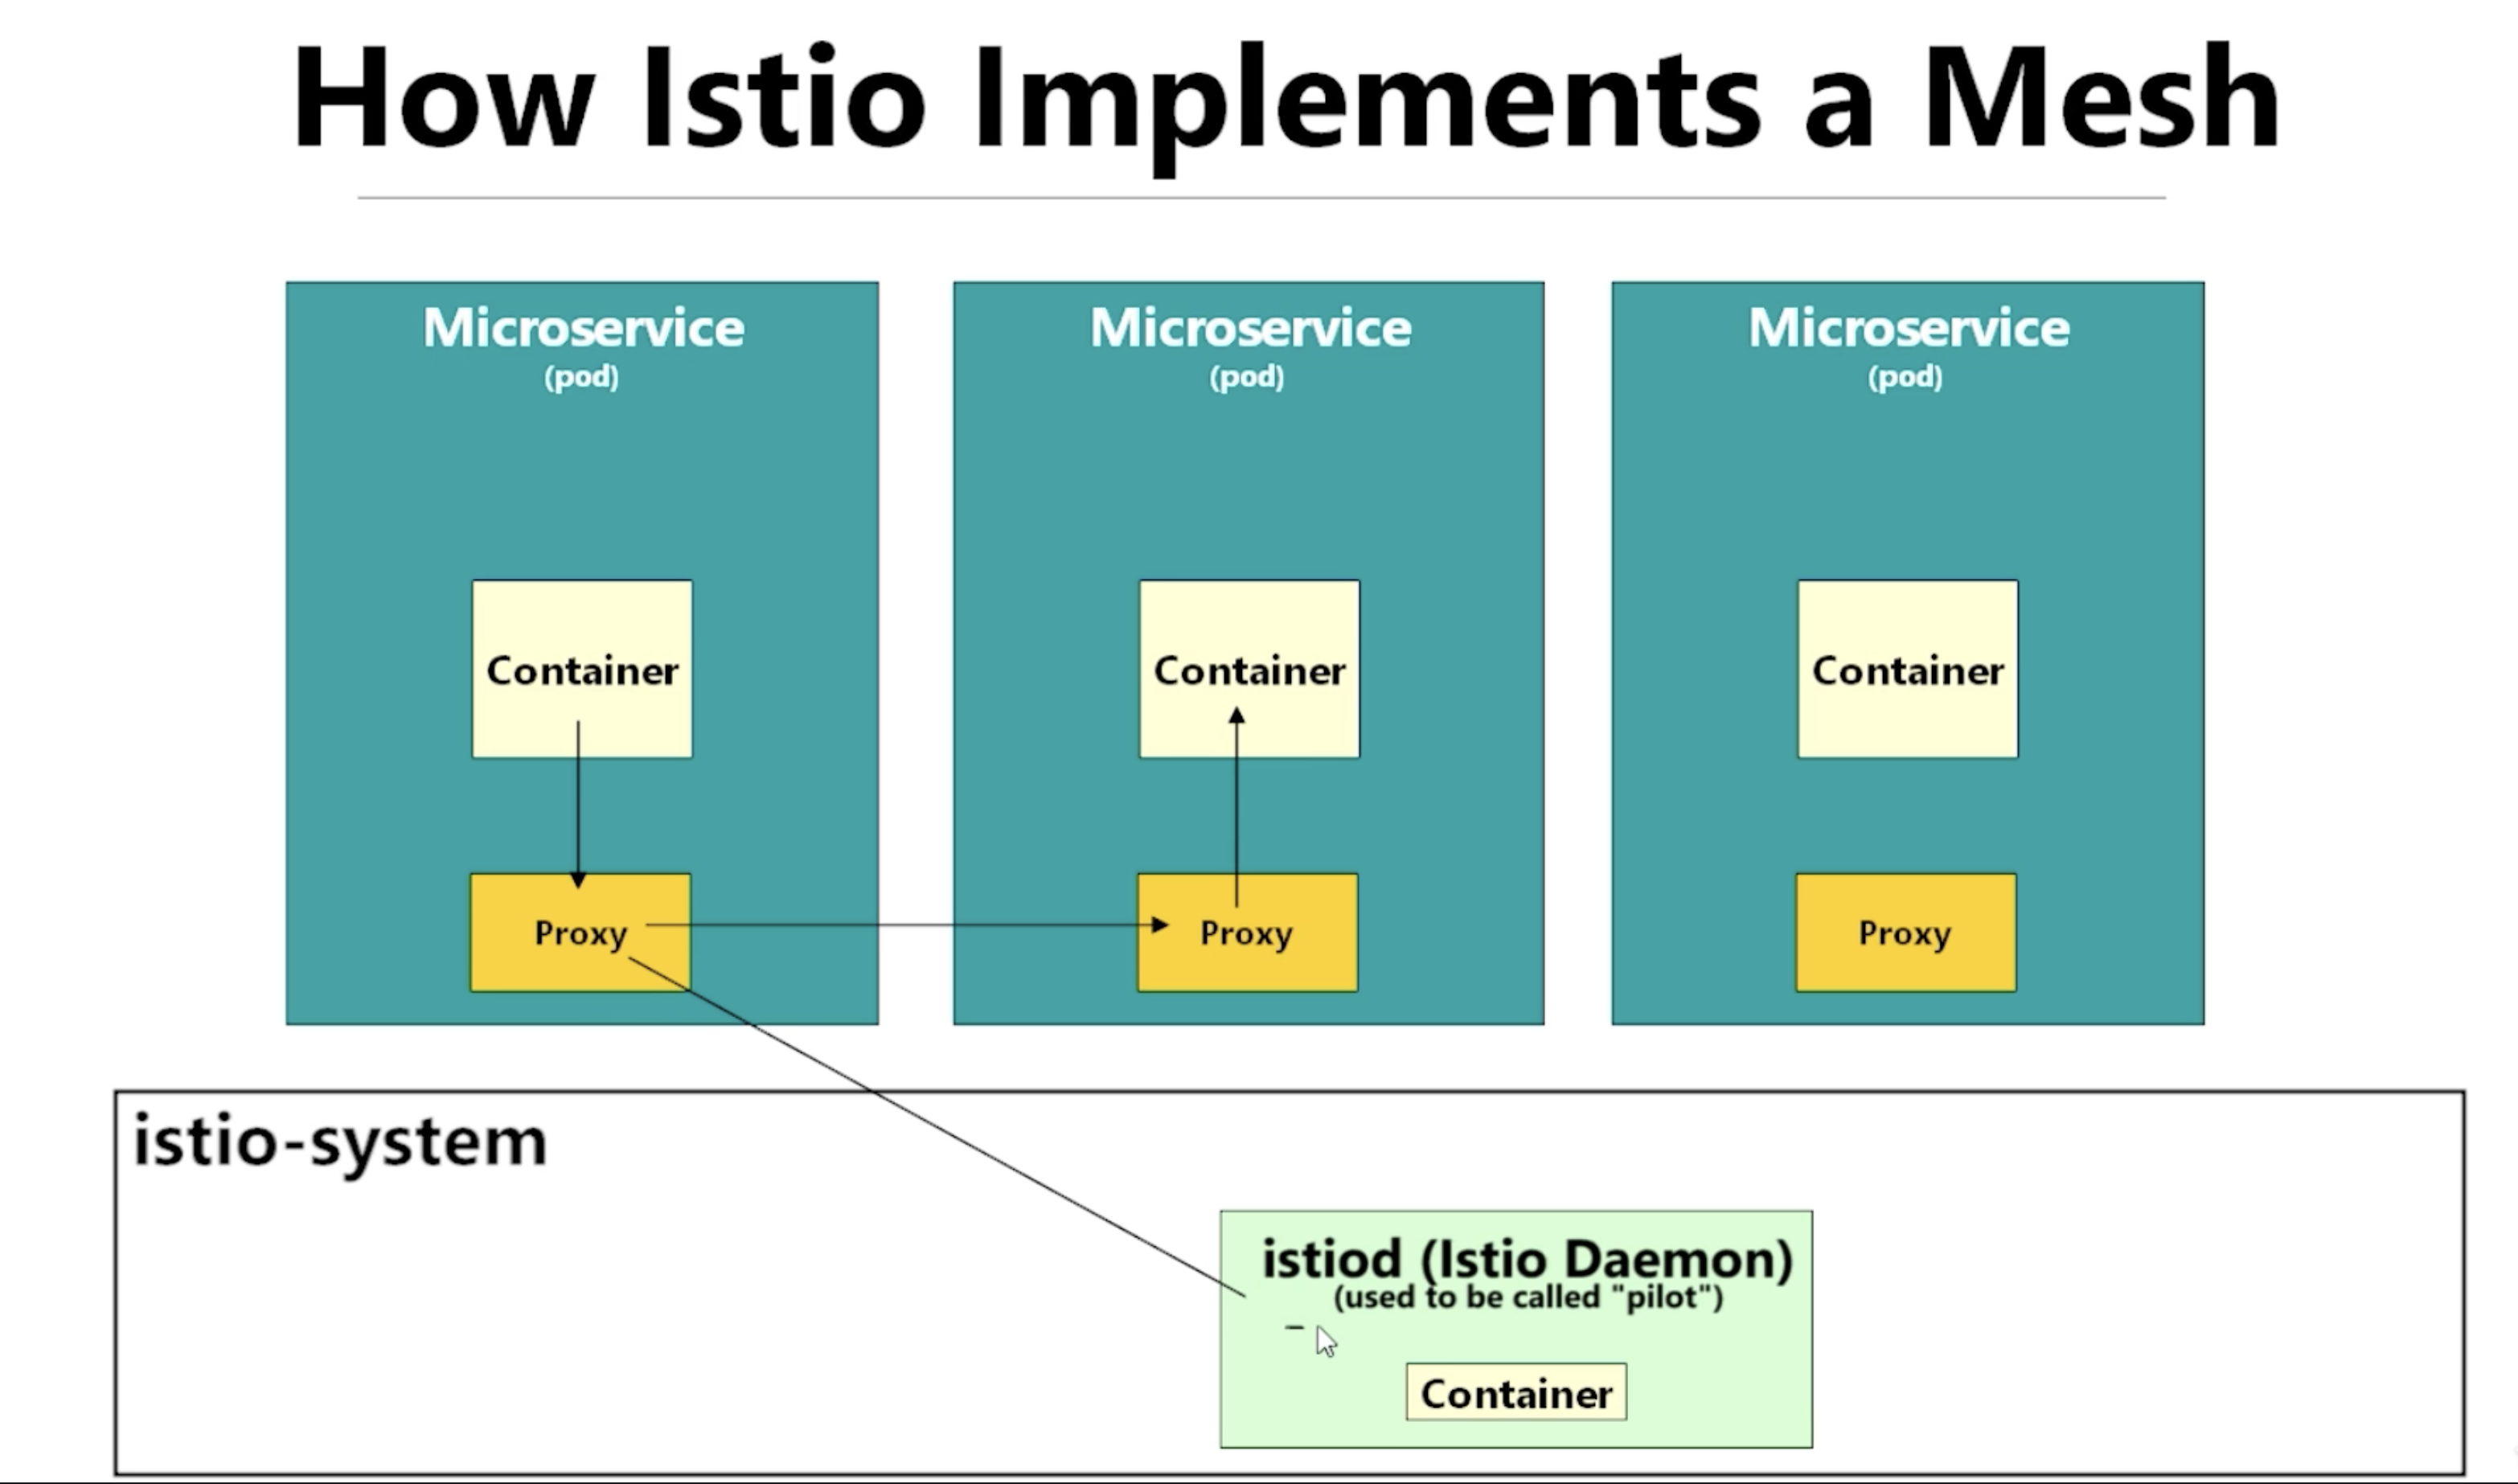 How Istio Implements a Mesh
Microservice
(pod)
Container
Proxy
Microservice
(pod)
Container
Proxy
Microservice
(pod)
Container
Proxy
istio-system
istiod (Istio Daemon)
(used to be called "pilot")
Container